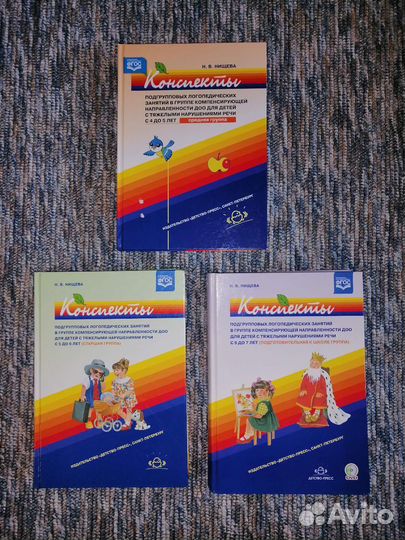 ФГОС
Н. В. НИЩЕВА
Конспекты
ПОДГРУППОВЫХ ЛОГОПЕДИЧЕСКИХ
ЗАНЯТИЙ В ГРУППЕ КОМПЕНСИРУЮЩЕЙ
НАПРАВЛЕННОСТИ ДОО ДЛЯ ДЕТЕЙ
С ТЯЖЕЛЫМИ НАРУШЕНИЯМИ РЕЧИ
С 4 ДО 5 ЛЕТ средняя группа
ИЗДАТЕЛЬСТВО «ДЕТСТВО-ПРЕСС», САНКТ-ПЕТЕРБУРГ
ФГОС
Н. В. НИЩЕВА
Конспекты
ПОДГРУППОВЫХ ЛОГОПЕДИЧЕСКИХ ЗАНЯТИЙ
В ГРУППЕ КОМПЕНСИРУЮЩЕЙ НАПРАВЛЕННОСТИ ДОО
ДЛЯ ДЕТЕЙ С ТЯЖЕЛЫМИ НАРУШЕНИЯМИ РЕЧИ
С 5 ДО 6 ЛЕТ (СТАРШАЯ ГРУППА)
ИЗДАТЕЛЬСТВО «ДЕТСТВО-ПРЕСС», САНКТ-ПЕТЕРБУРГ
ФГОС
Н. В. НИЩЕВА
Конспекты
ПОДГРУППОВЫХ ЛОГОПЕДИЧЕСКИХ ЗАНЯТИЙ
В ГРУППЕ КОМПЕНСИРУЮЩЕЙ НАПРАВЛЕННОСТИ ДОО
ДЛЯ ДЕТЕЙ С ТЯЖЕЛЫМИ НАРУШЕНИЯМИ РЕЧИ
С 6 ДО 7 ЛЕТ (ПОДГОТОВИТЕЛЬНАЯ К ШКОЛЕ ГРУППА)
ИЗДАТЕЛЬСТВО «ДЕТСТВО-ПРЕСС», САНКТ-ПЕТЕРБУРГ
ДЕТСТВО-ПРЕСС
Avito